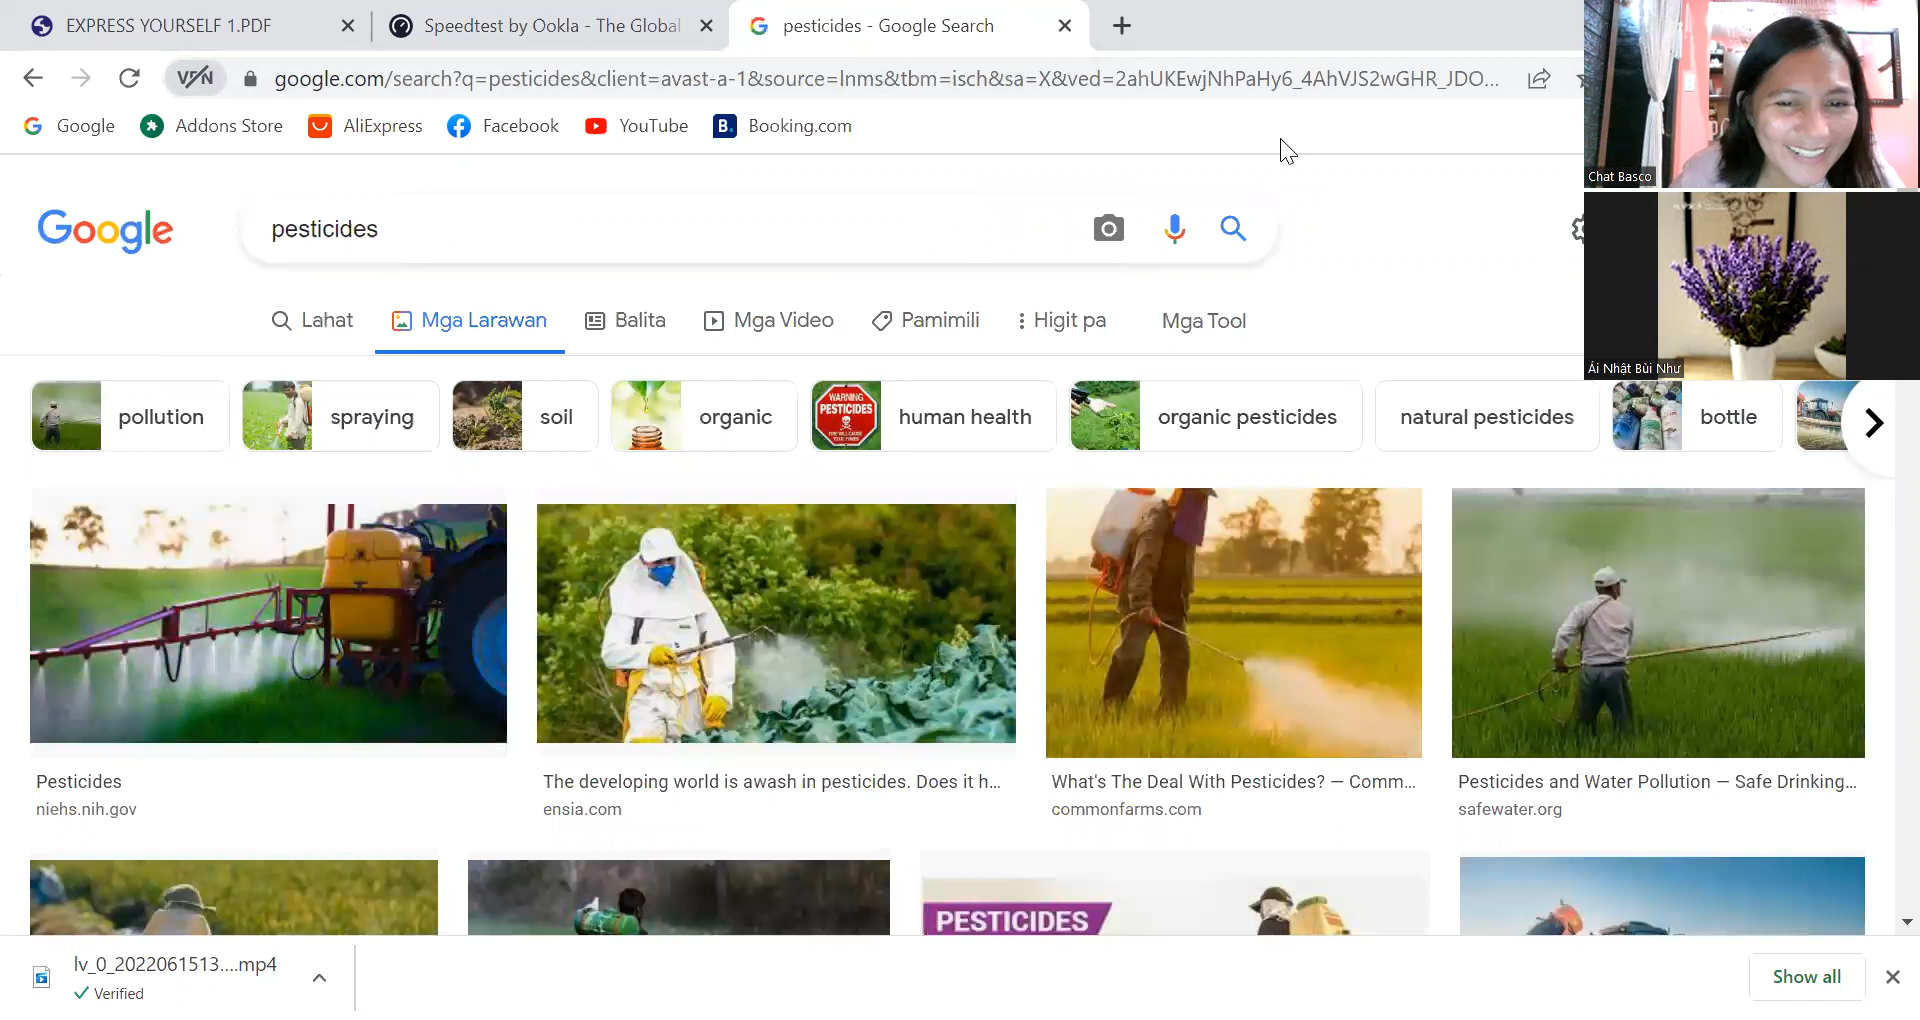 EXPRESS YOURSELF 1.PDF
Speedtest by Ookla - The Global
pesticides - Google Search
VPN
google.com/search?q=pesticides&client=avast-a-1&source=lnms&tbm=isch&sa=X&ved=2ahUKEwjNhPaHy6_4AhVJS2wGHR_JDO...
Google
Addons Store
AliExpress
Facebook
B. Booking.com
YouTube
Chat Basco
Google
pesticides
Lahat
Mga Larawan
Balita
Mga Video
Pamimili
Higit pa
Mga Tool
Ái Nhật Bùi Như
pollution
spraying
soil
organic
WARNING
PESTICIDES
human health
organic pesticides
natural pesticides
bottle
Pesticides
niehs.nih.gov
The developing world is awash in pesticides. Does it h...
ensia.com
What's The Deal With Pesticides? — Comm...
commonfarms.com
Pesticides and Water Pollution — Safe Drinking...
safewater.org
PESTICIDES
lv_0_2022061513....mp4
Verified
Show all